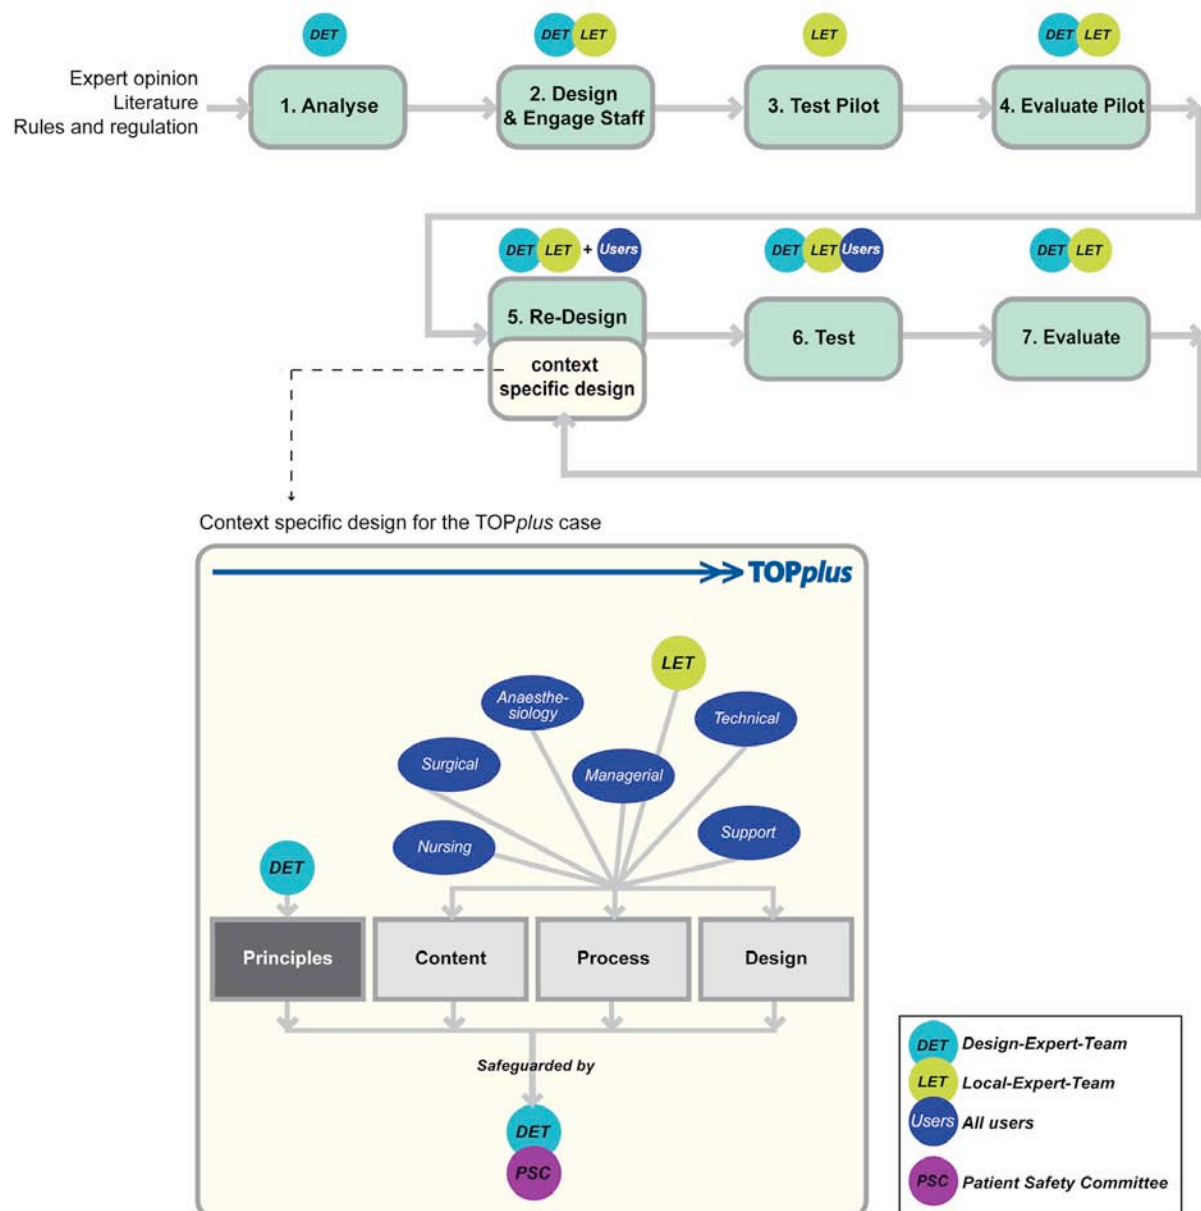 DET
DET LET
LET
DET LET
Expert opinion
Literature
Rules and regulation
1. Analyse
2. Design
& Engage Staff
3. Test Pilot
4. Evaluate Pilot
DET LET + Users
DET LET Users
DET LET
5. Re-Design
context
specific design
6. Test
7. Evaluate
Context specific design for the TOPplus case
TOPplus
LET
Anaesthe-
siology
Technical
Surgical
Managerial
Nursing
Support
DET
Principles
Content
Process
Design
Safeguarded by
DET
PSC
DET Design-Expert-Team
LET Local-Expert-Team
Users All users
PSC Patient Safety Committee